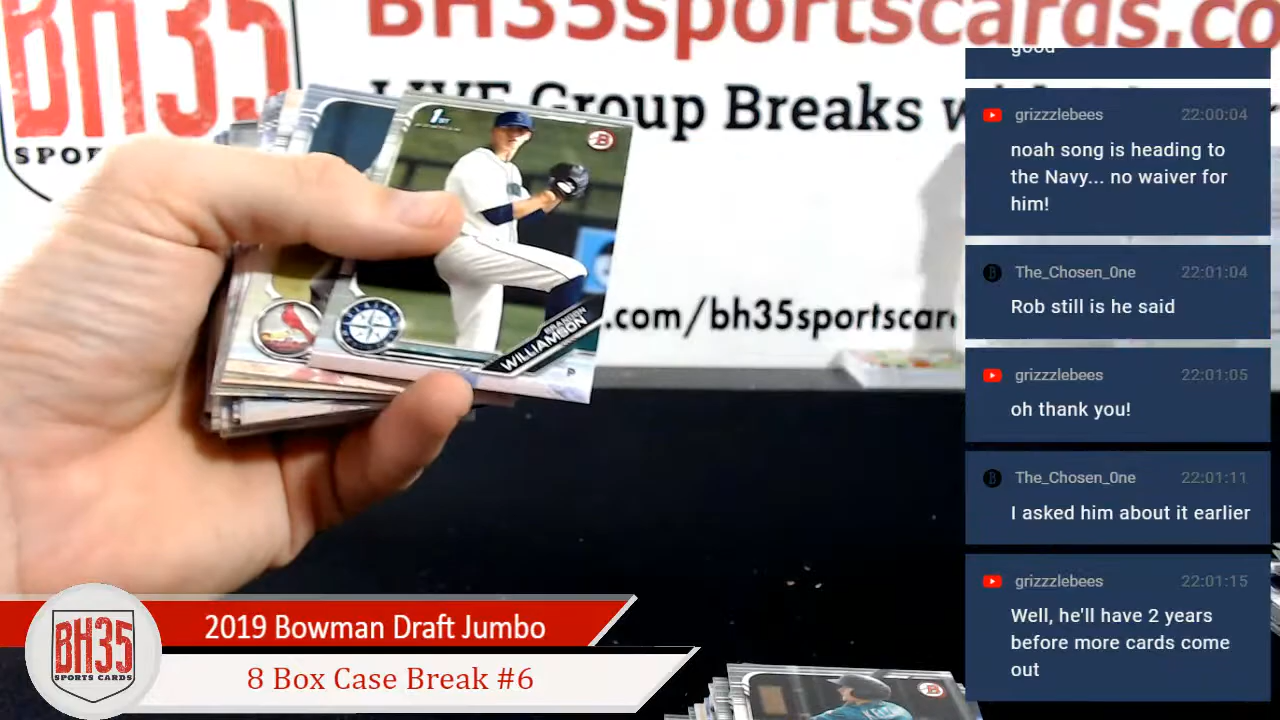 BH35sportscards.co
LIVE Group Breaks w
BH35
SPOR
.com/bh35sportscar
1ST
BRANDON
WILLIAMSON
P
good
grizzzlebees 22:00:04
noah song is heading to
the Navy... no waiver for
him!
The_Chosen_0ne 22:01:04
Rob still is he said
grizzzlebees 22:01:05
oh thank you!
The_Chosen_0ne 22:01:11
I asked him about it earlier
grizzzlebees 22:01:15
Well, he'll have 2 years
before more cards come
out
2019 Bowman Draft Jumbo
8 Box Case Break #6
BH35
SPORTS CARDS